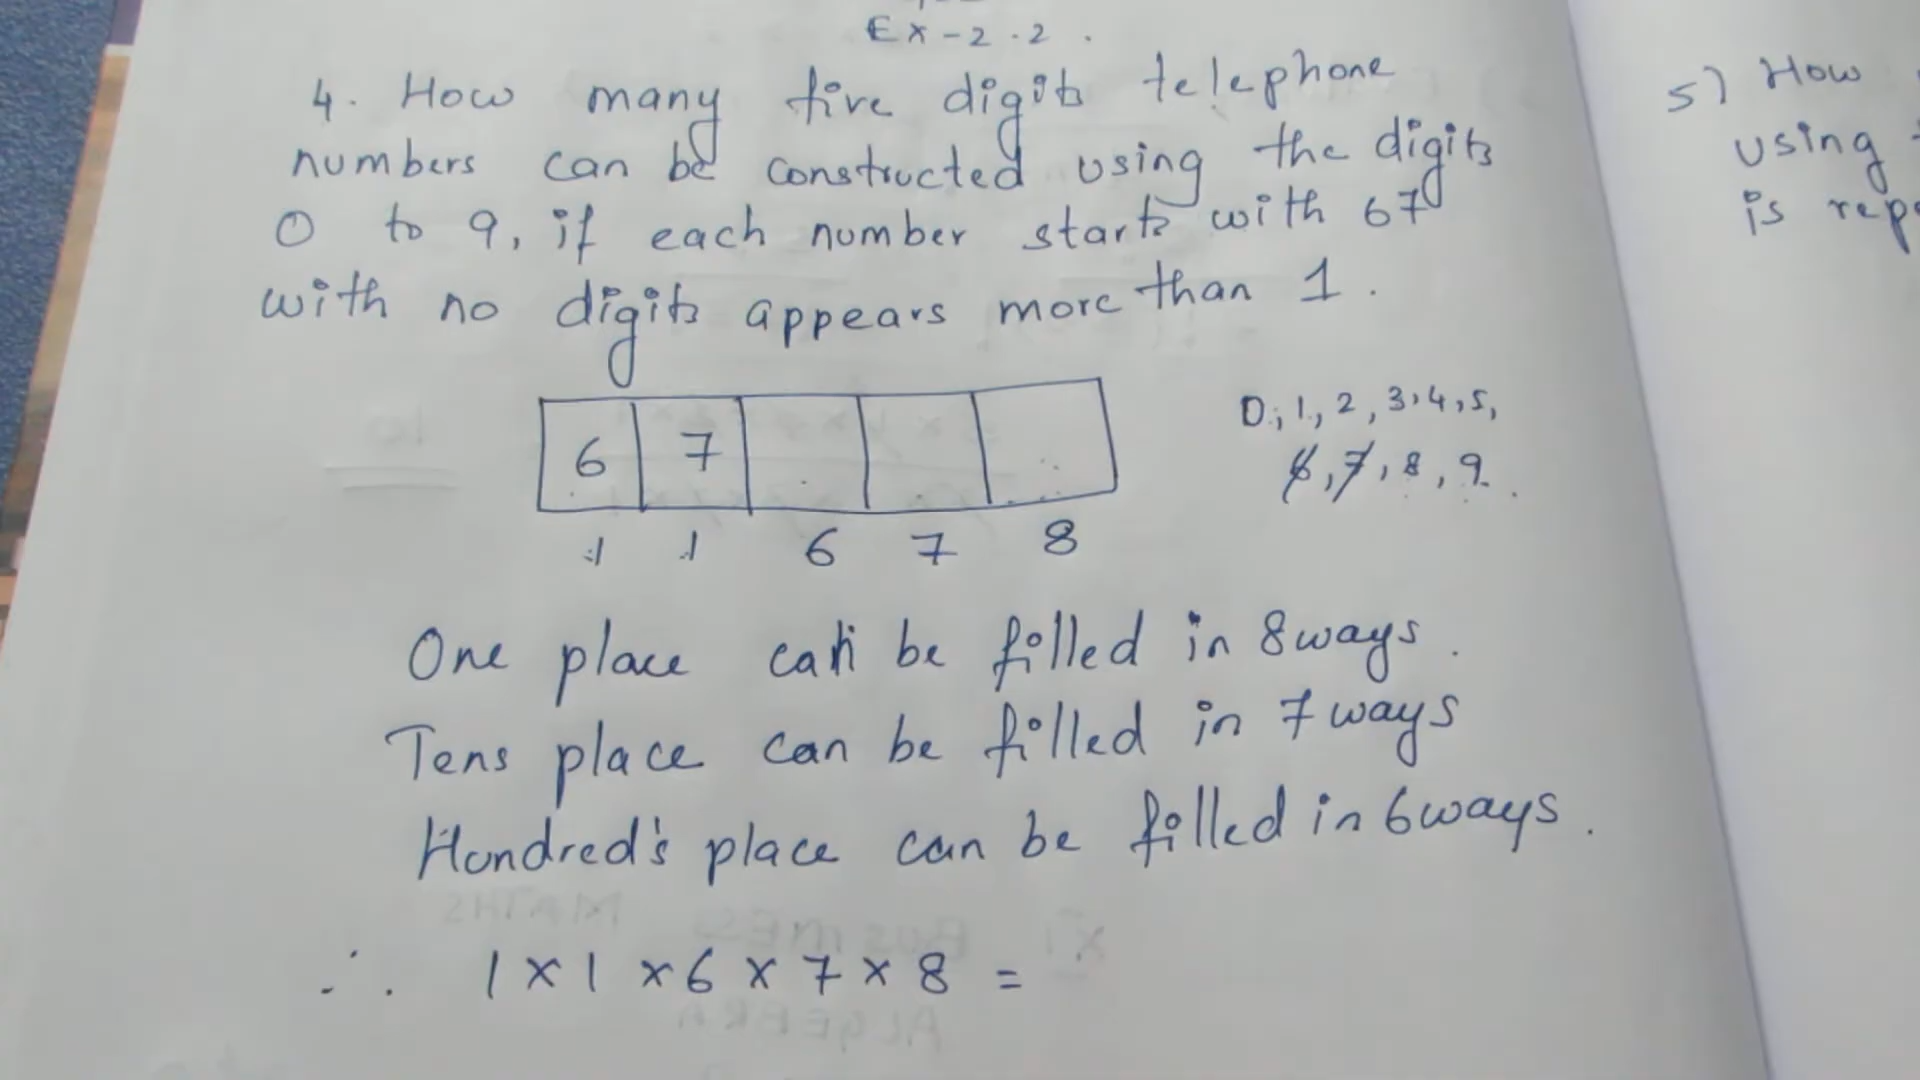 Ex-2.2.
4. How many five digits telephone
numbers can be constructed using the digits
0 to 9, if each number starts with 67
with no digits appears more than 1.
6 7
0, 1, 2, 3, 4, 5,
6, 7, 8, 9.
1 1 6 7 8
One place can be filled in 8 ways.
Tens place can be filled in 7 ways
Hundred's place can be filled in 6 ways.
∴ 1 × 1 × 6 × 7 × 8 =
5) How
using
is